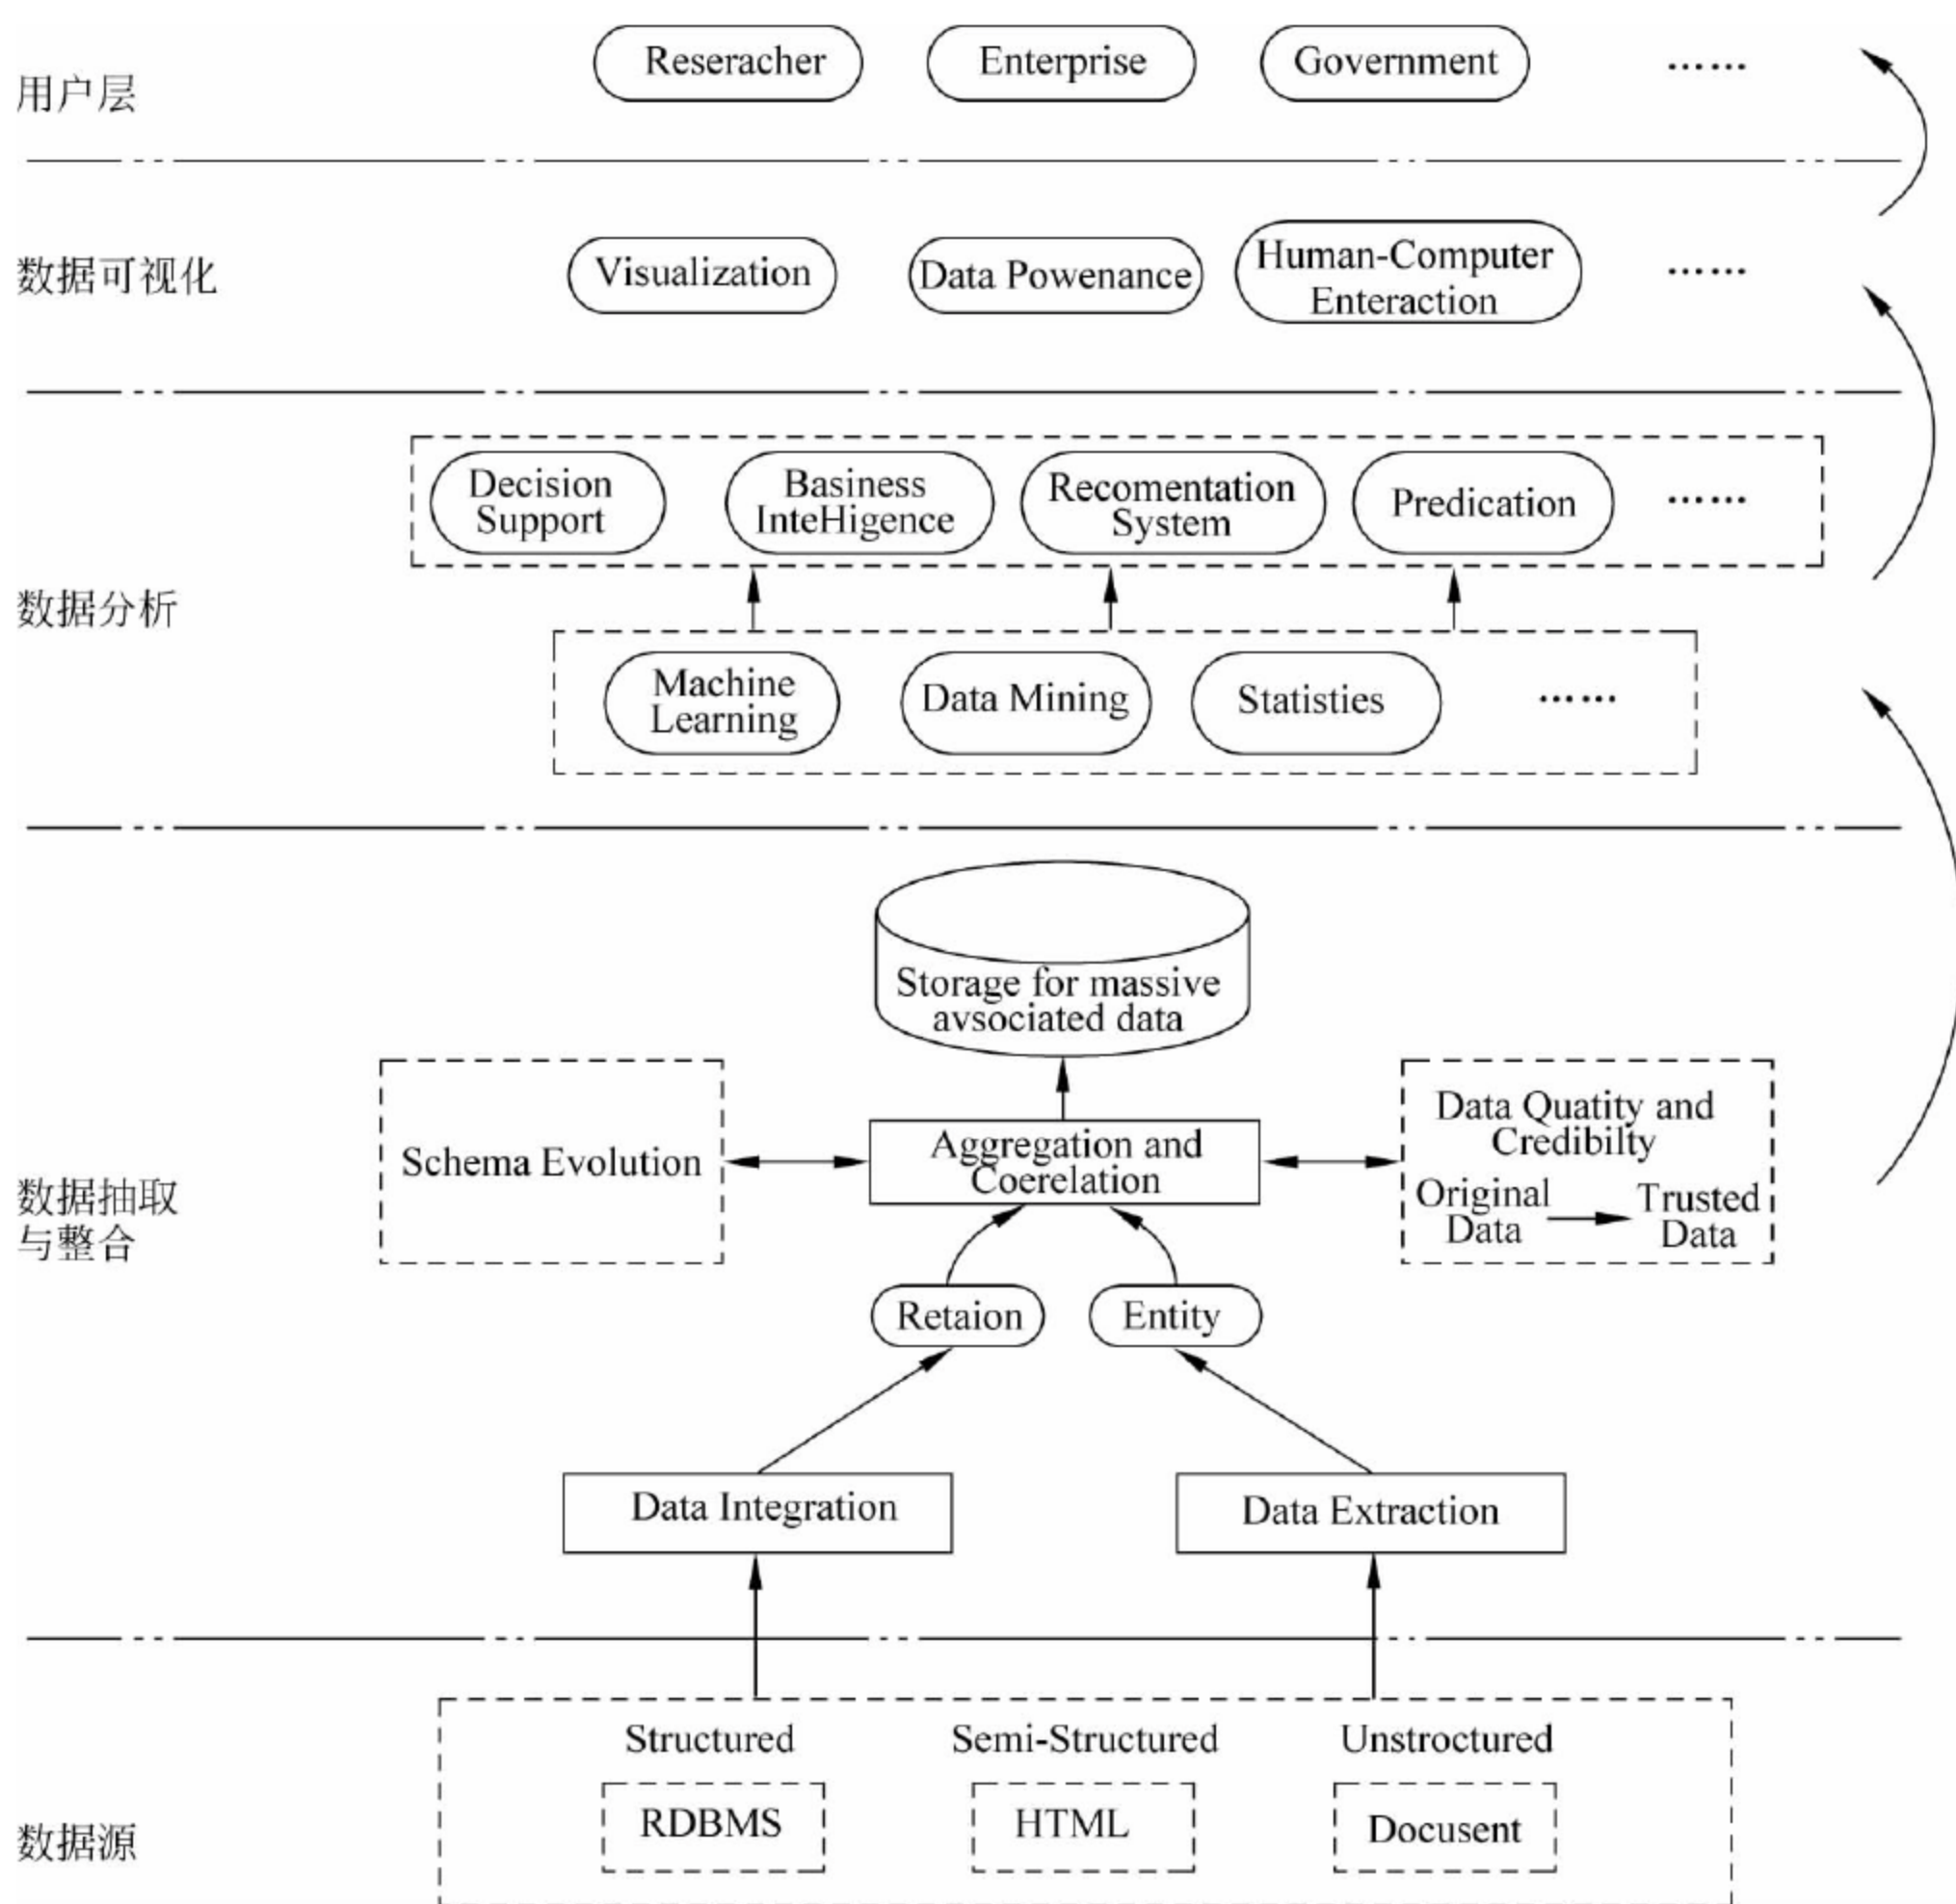 用户层
Reseracher
Enterprise
Government
……
数据可视化
Visualization
Data Powenance
Human-Computer
Enteraction
……
数据分析
Decision
Support
Basiness
InteHigence
Recomentation
System
Predication
……
Machine
Learning
Data Mining
Statisties
……
数据抽取
与整合
Storage for massive
avsociated data
Schema Evolution
Aggregation and
Coerelation
Data Quatity and
Credibilty
Original
Data
Trusted
Data
Retaion
Entity
Data Integration
Data Extraction
数据源
Structured
Semi-Structured
Unstroctured
RDBMS
HTML
Docusent